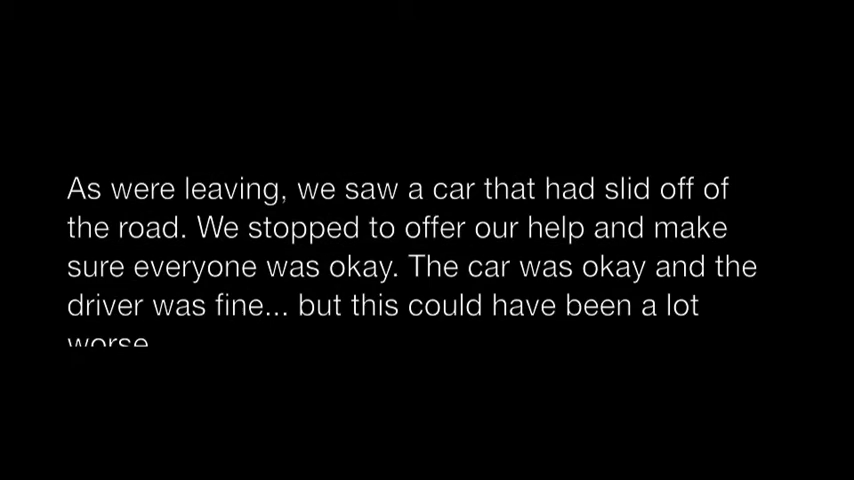 As were leaving, we saw a car that had slid off of
the road. We stopped to offer our help and make
sure everyone was okay. The car was okay and the
driver was fine... but this could have been a lot
worse